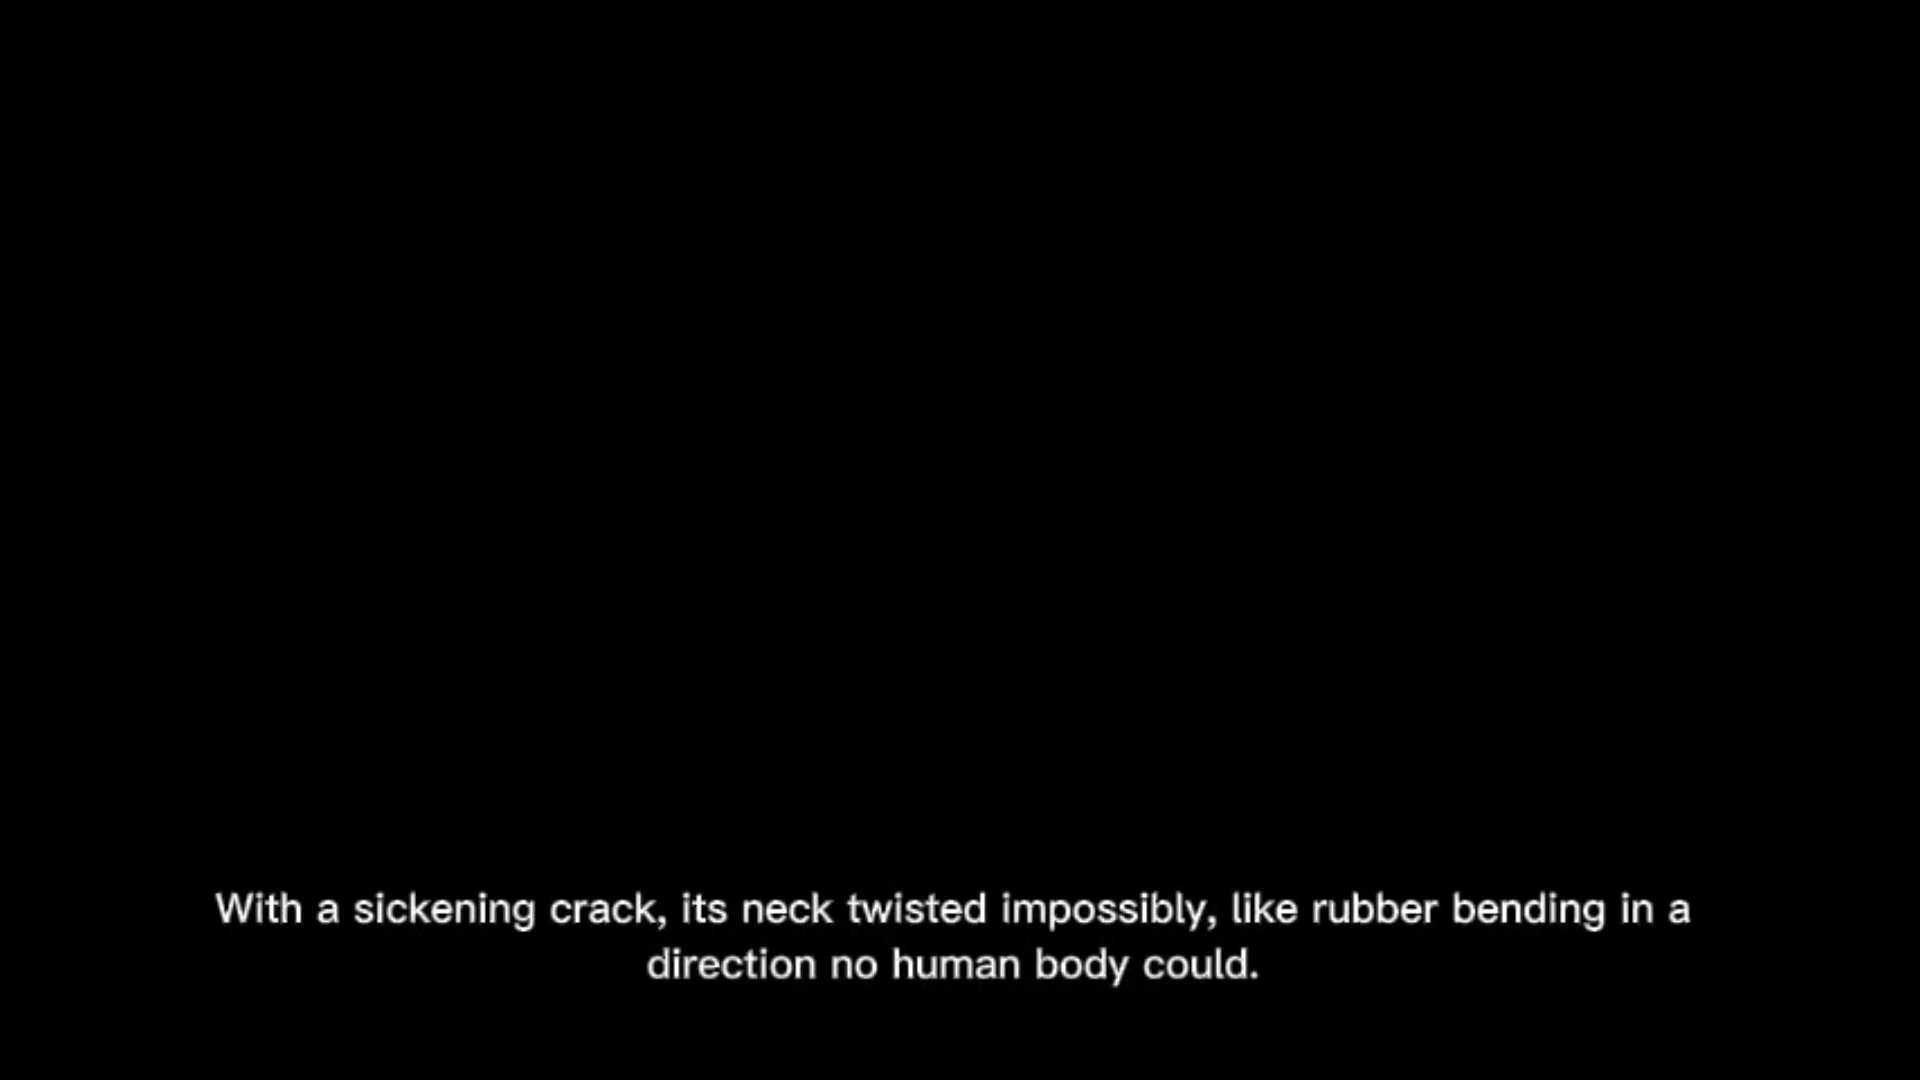 With a sickening crack, its neck twisted impossibly, like rubber bending in a
direction no human body could.